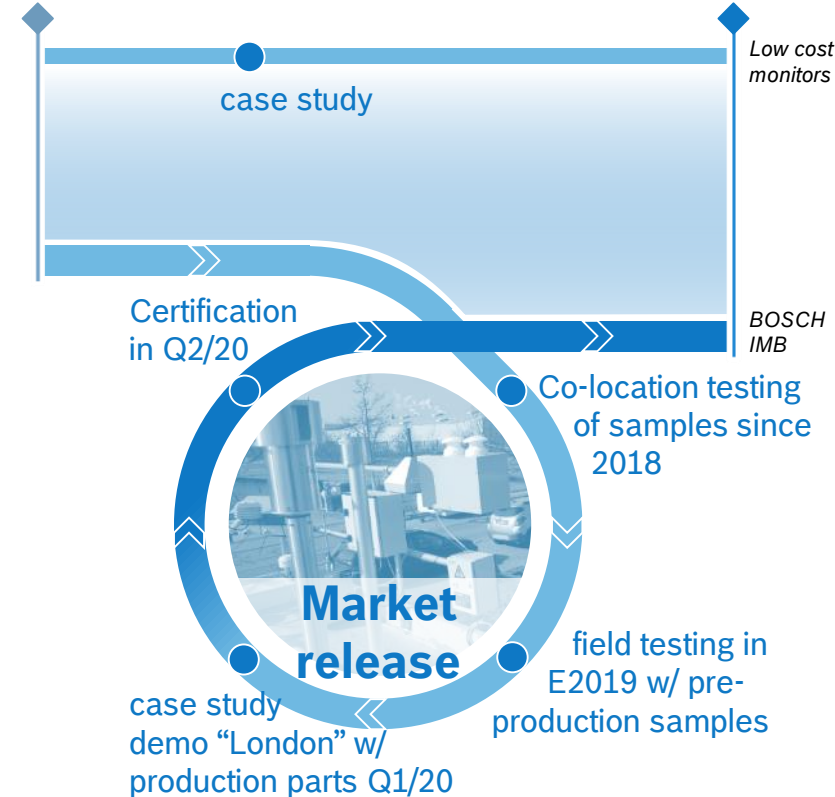 Low cost
monitors
case study
BOSCH
IMB
Certification
in Q2/20
Co-location testing
of samples since
2018
Market
release
field testing in
E2019 w/ pre-
production samples
case study
demo “London” w/
production parts Q1/20